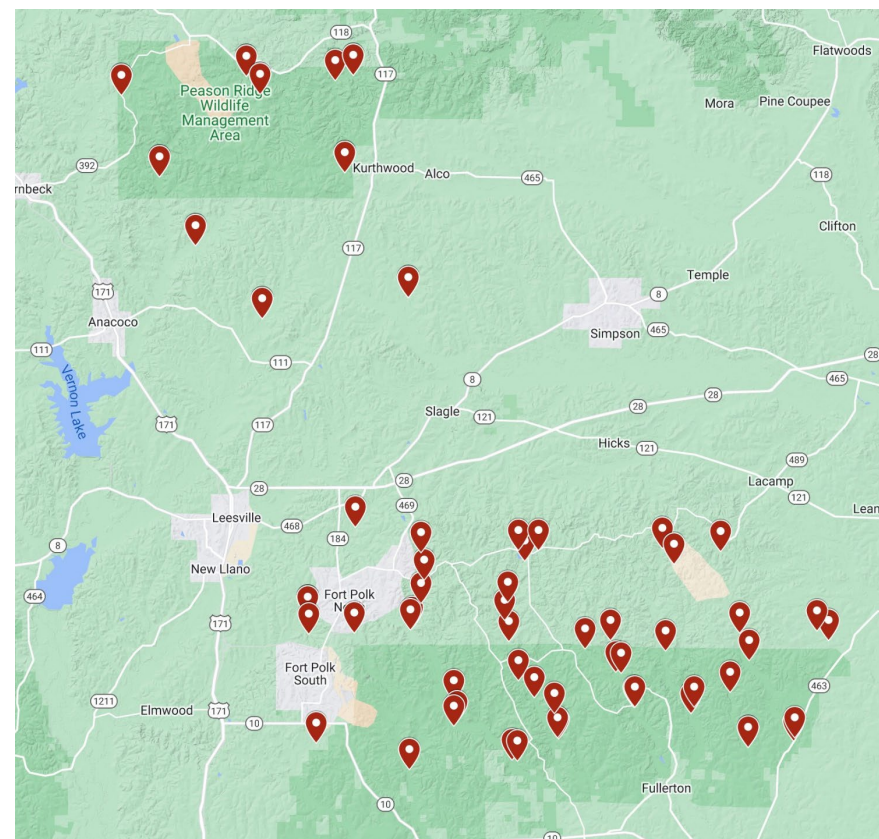 118
Flatwoods
117
Peason Ridge
Wildlife
Management
Area
Mora
Pine Coupee
392
Kurthwood
Alco
465
118
rnbeck
Clifton
117
Temple
171
8
Anacoco
Simpson
465
111
111
28
Vernon Lake
8
465
28
Slagle
121
28
171
117
Hicks
121
489
28
28
Lacamp
469
121
Leesville
468
Lean
184
8
New Llano
464
Fort Polk
171
Fort Polk
South
463
1211
Elmwood
171
10
Fullerton
10
10